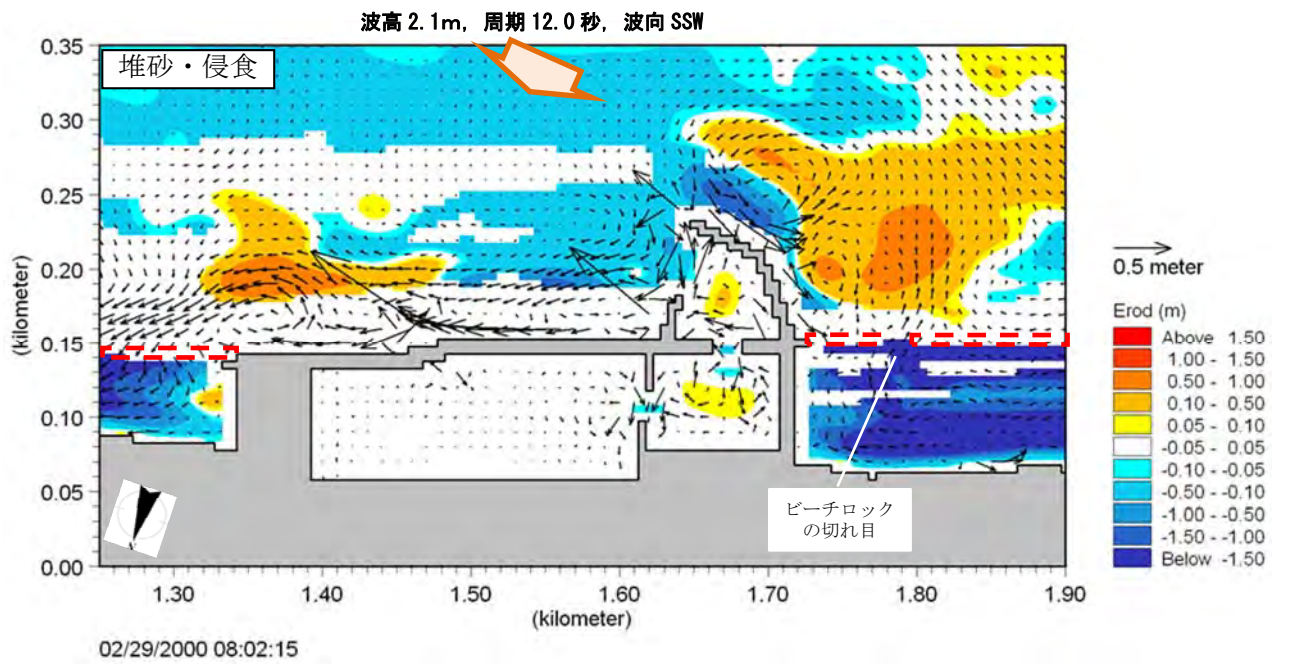 波高 2.1m, 周期 12.0 秒, 波向 SSW
堆砂・侵食
0.35
0.30
0.25
0.20
0.15
0.10
0.05
0.00
(kilometer)
1.30
1.40
1.50
1.60
1.70
1.80
1.90
(kilometer)
ビーチロック
の切れ目
N
0.5 meter
Erod (m)
Above 1.50
1.00 - 1.50
0.50 - 1.00
0.10 - 0.50
0.05 - 0.10
-0.05 - 0.05
-0.10 - -0.05
-0.50 - -0.10
-1.00 - -0.50
-1.50 - -1.00
Below -1.50
02/29/2000 08:02:15